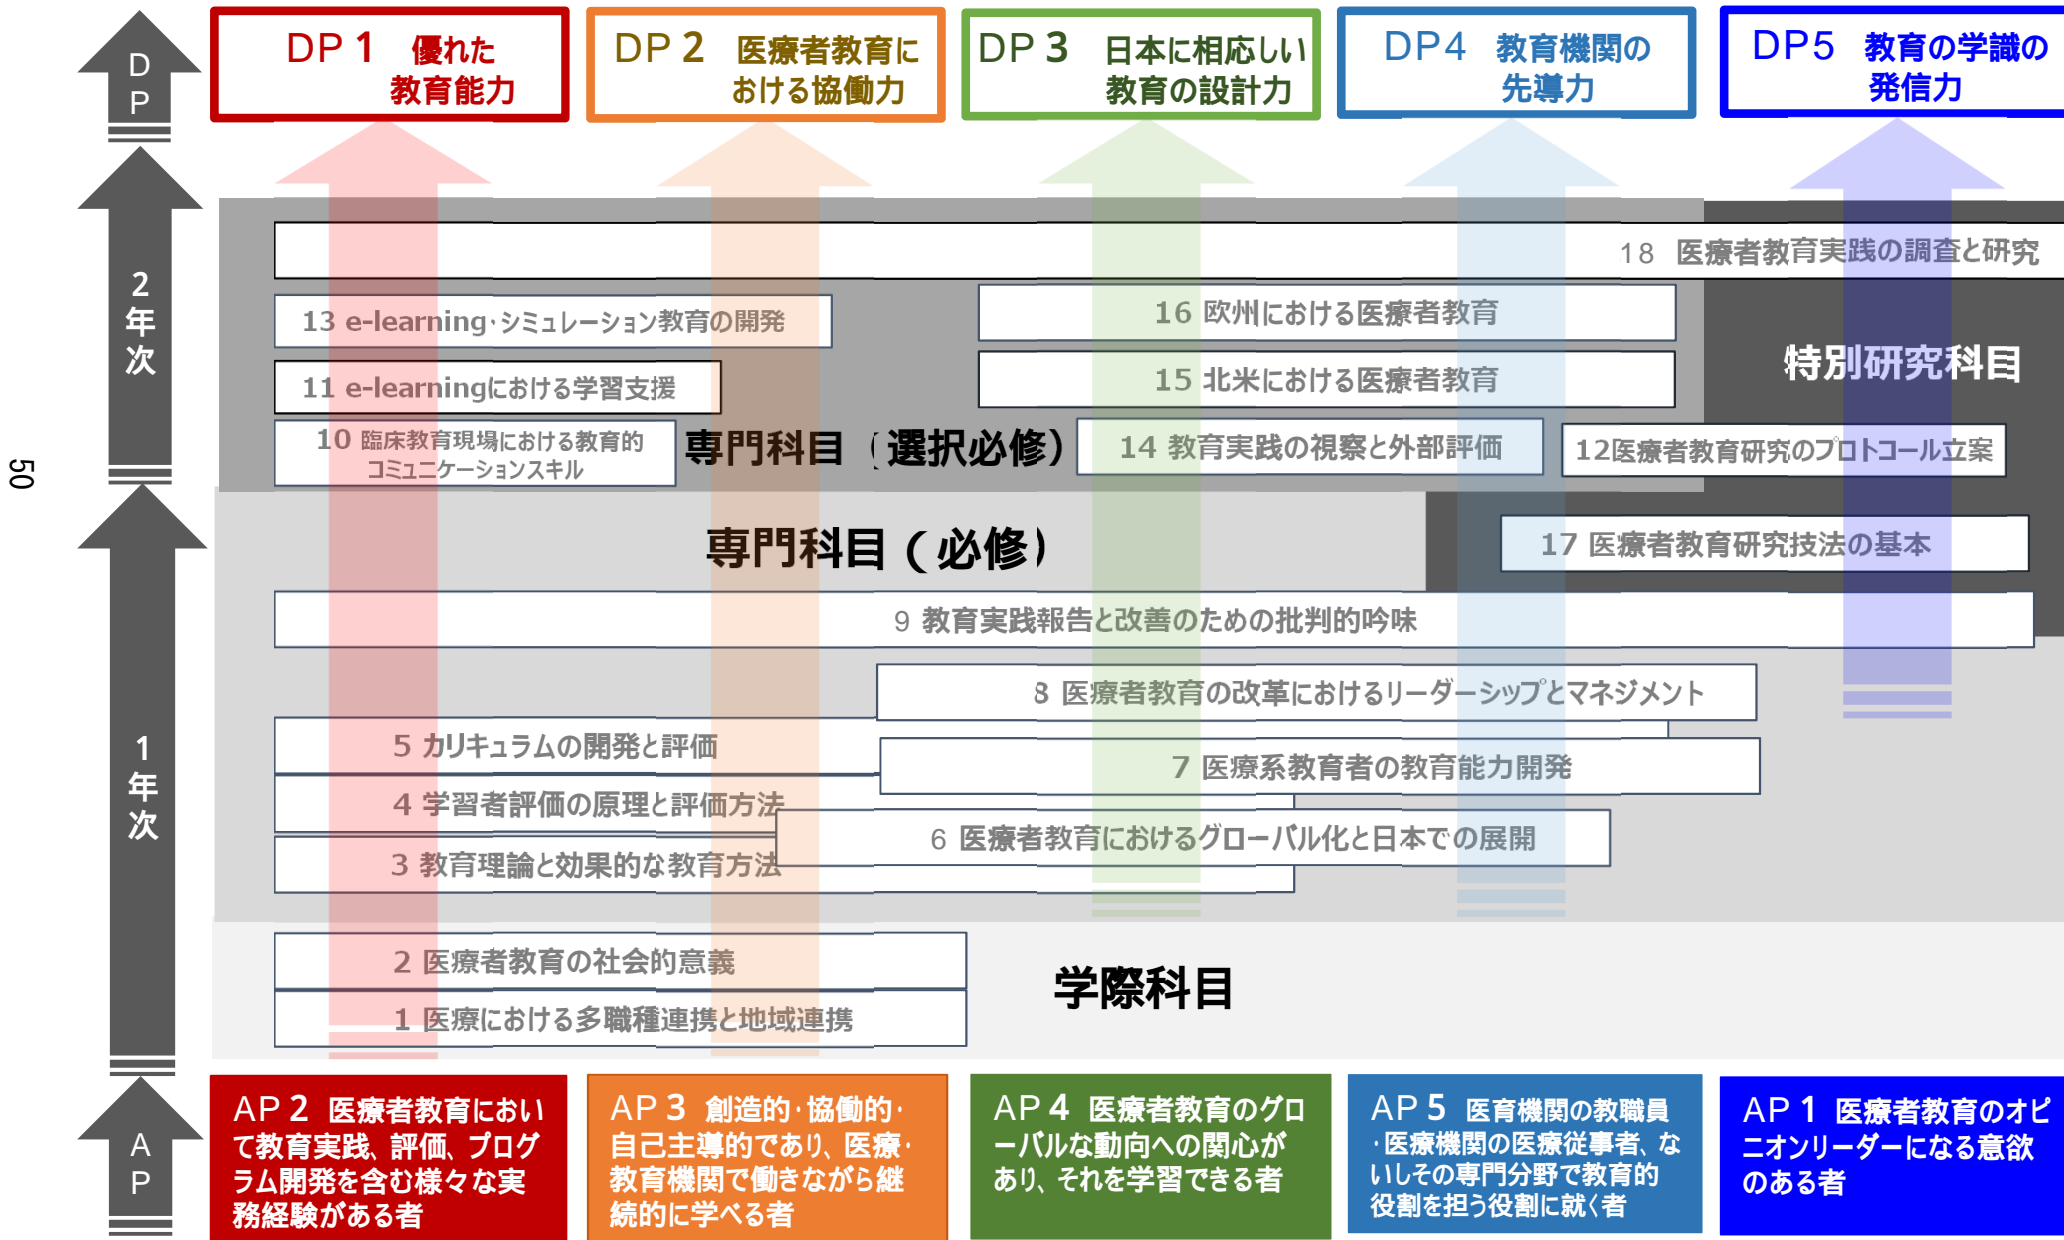 D
P
DP 1 優れた
教育能力
DP 2 医療者教育に
おける協働力
DP 3 日本に相応しい
教育の設計力
DP4 教育機関の
先導力
DP5 教育の学識の
発信力
2
年
次
18 医療者教育実践の調査と研究
13 e-learning・シミュレーション教育の開発
16 欧州における医療者教育
特別研究科目
11 e-learningにおける学習支援
15 北米における医療者教育
10 臨床教育現場における教育的
コミュニケーションスキル
専門科目（選択必修）
14 教育実践の視察と外部評価
12医療者教育研究のプロトコール立案
50
専門科目（必修）
17 医療者教育研究技法の基本
1
年
次
9 教育実践報告と改善のための批判的吟味
8 医療者教育の改革におけるリーダーシップとマネジメント
5 カリキュラムの開発と評価
7 医療系教育者の教育能力開発
4 学習者評価の原理と評価方法
6 医療者教育におけるグローバル化と日本での展開
3 教育理論と効果的な教育方法
2 医療者教育の社会的意義
学際科目
1 医療における多職種連携と地域連携
A
P
AP 2 医療者教育におい
て教育実践、評価、プログ
ラム開発を含む様々な実
務経験がある者
AP 3 創造的・協働的・
自己主導的であり、医療・
教育機関で働きながら継
続的に学べる者
AP 4 医療者教育のグロ
ーバルな動向への関心が
あり、それを学習できる者
AP 5 医育機関の教職員
・医療機関の医療従事者、な
いしその専門分野で教育的
役割を担う役割に就く者
AP 1 医療者教育のオピ
ニオンリーダーになる意欲
のある者